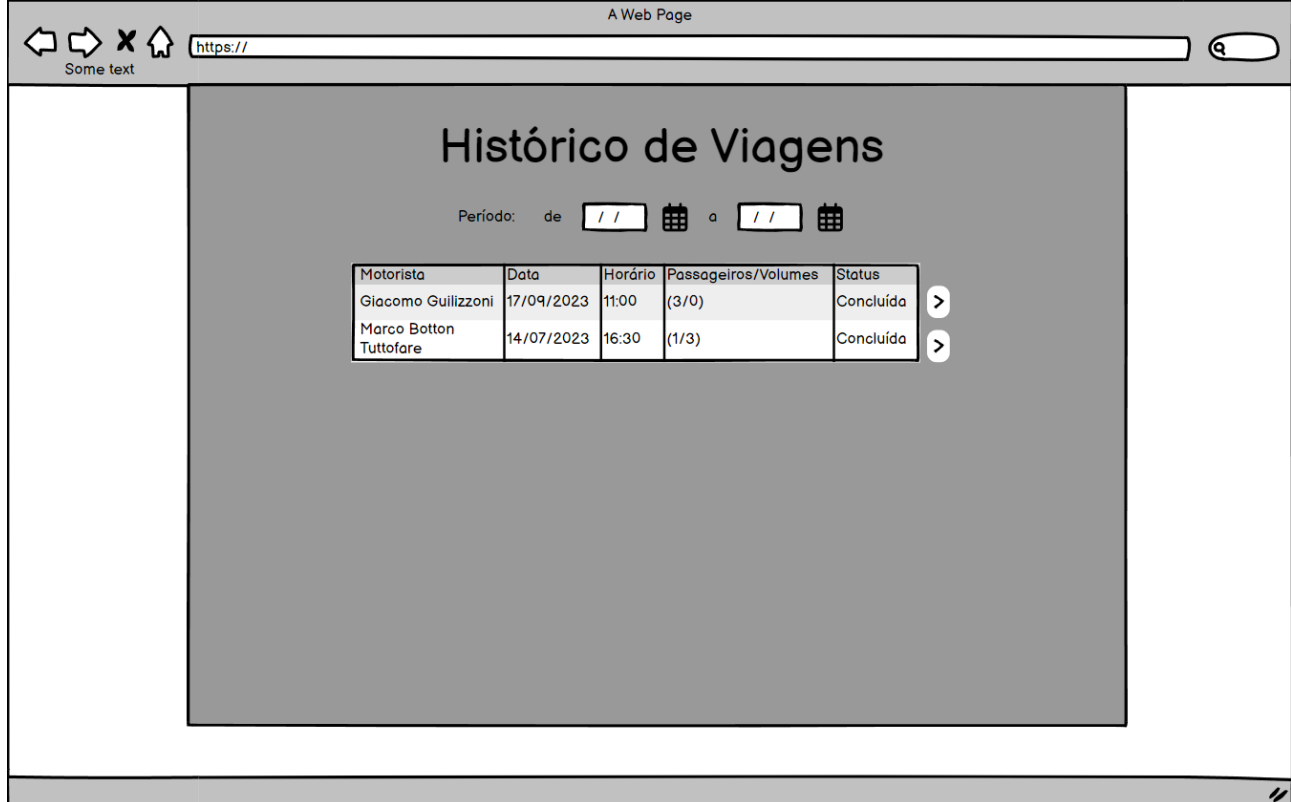 A Web Page
https://
Some text
Histórico de Viagens
Período: de / / a / /
Motorista Data Horário Passageiros/Volumes Status
Giacomo Guilizzoni 17/09/2023 11:00 (3/0) Concluída >
Marco Botton
Tuttofare 14/07/2023 16:30 (1/3) Concluída >